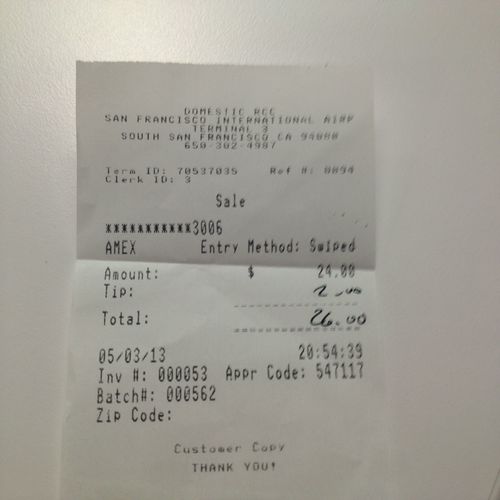 DOMESTIC RCC
SAN FRANCISCO INTERNATIONAL AIRP
TERMINAL 3
SOUTH SAN FRANCISCO CA 94080
650-302-4987
Term ID: 70537035 Ref #: 0094
Clerk ID: 3
Sale
***********3006
AMEX Entry Method: Swiped
Amount: $ 24.00
Tip: 2.00
Total: 26.00
05/03/13 20:54:39
Inv #: 000053 Appr Code: 547117
Batch#: 000562
Zip Code:
Customer Copy
THANK YOU!